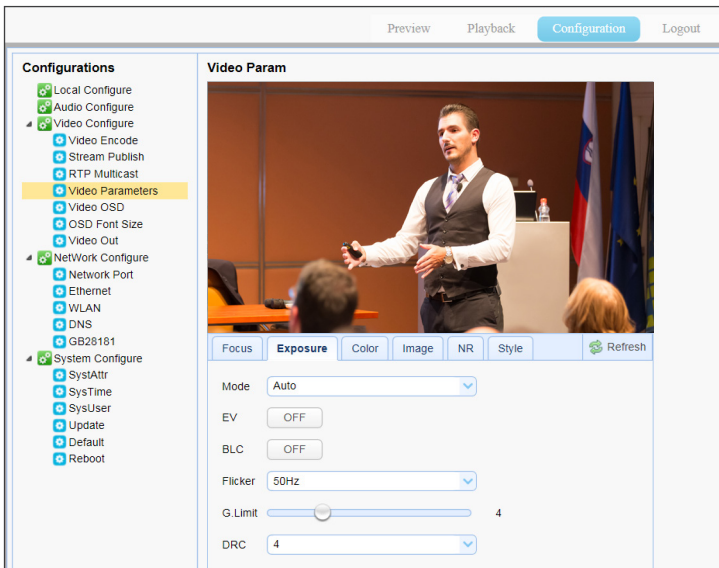 Preview Playback Configuration Logout
Configurations
Local Configure
Audio Configure
Video Configure
Video Encode
Stream Publish
RTP Multicast
Video Parameters
Video OSD
OSD Font Size
Video Out
NetWork Configure
Network Port
Ethernet
WLAN
DNS
GB28181
System Configure
SystAttr
SysTime
SysUser
Update
Default
Reboot
Video Param
Focus Exposure Color Image NR Style Refresh
Mode Auto
EV OFF
BLC OFF
Flicker 50Hz
G.Limit 4
DRC 4